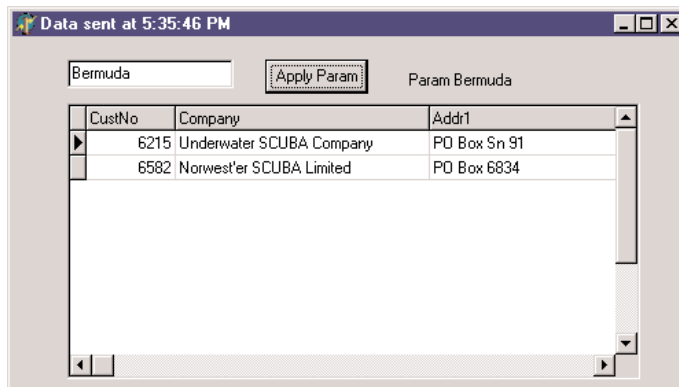 Data sent at 5:35:46 PM
Bermuda Apply Param Param Bermuda
CustNo Company Addr1
6215 Underwater SCUBA Company PO Box Sn 91
6582 Norwest'er SCUBA Limited PO Box 6834